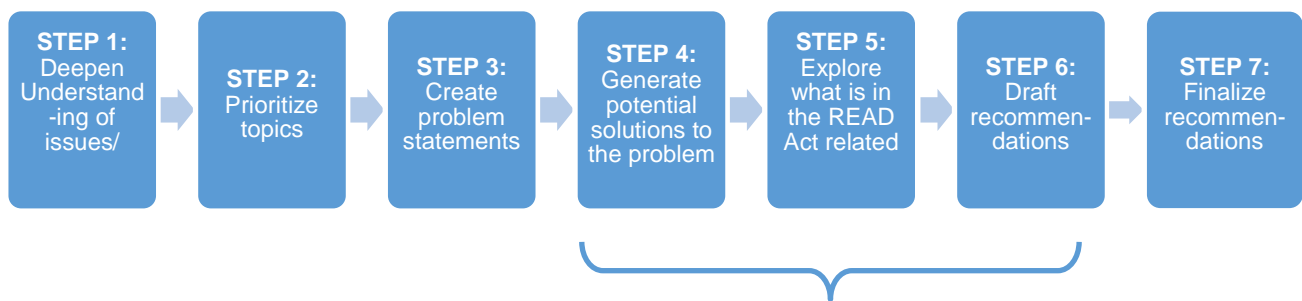 STEP 1:
Deepen
Understand
-ing of
issues/
STEP 2:
Prioritize
topics
STEP 3:
Create
problem
statements
STEP 4:
Generate
potential
solutions to
the problem
STEP 5:
Explore
what is in
the READ
Act related
STEP 6:
Draft
recommen-
dations
STEP 7:
Finalize
recommen-
dations